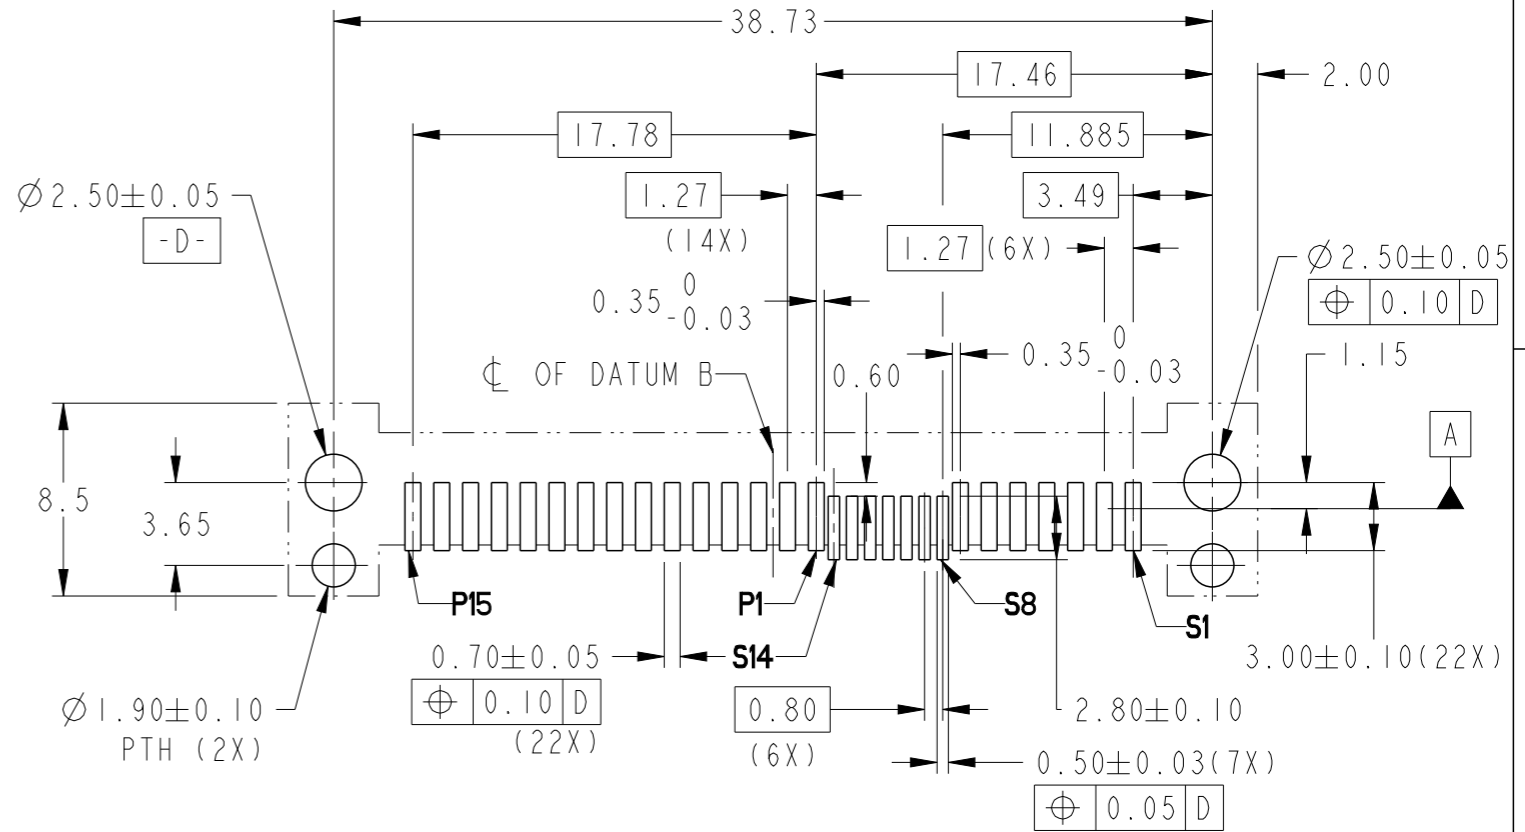 38.73
17.46
2.00
17.78
11.885
Ø2.50±0.05
-D-
1.27
(14X)
3.49
1.27 (6X)
Ø2.50±0.05
⌖ 0.10 D
0.35 0
-0.03
0.35 0
-0.03
1.15
℄ OF DATUM B
0.60
A
8.5
3.65
P15
P1
S8
S1
S14
0.70±0.05
⌖ 0.10 D
(22X)
3.00±0.10(22X)
Ø1.90±0.10
PTH (2X)
0.80
(6X)
2.80±0.10
0.50±0.03(7X)
⌖ 0.05 D